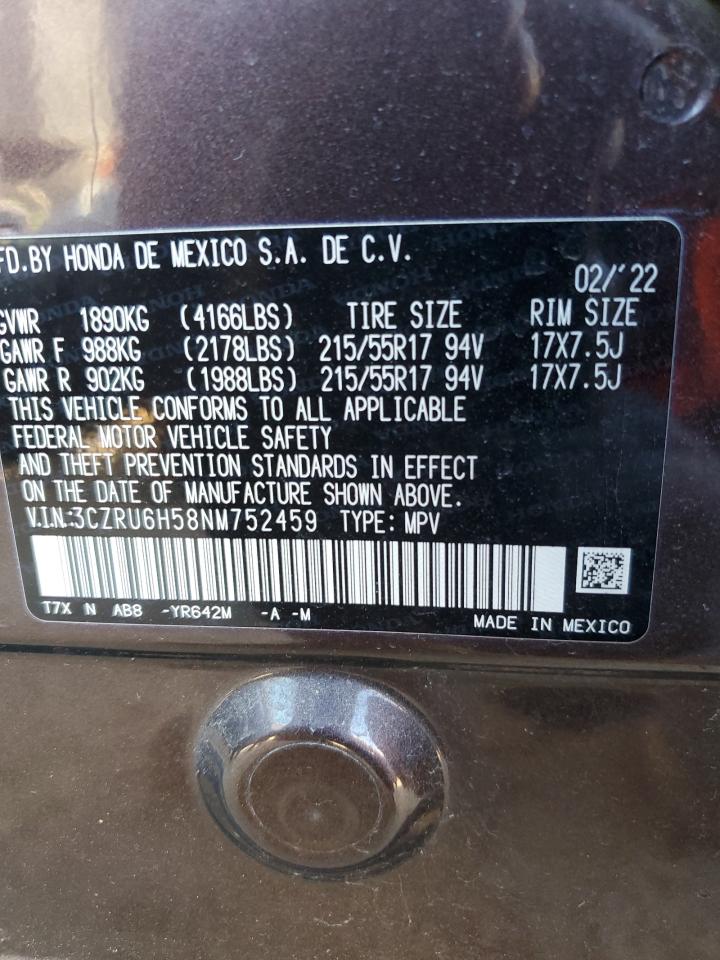 FD.BY HONDA DE MEXICO S.A. DE C.V.
02/'22
GVWR 1890KG (4166LBS) TIRE SIZE RIM SIZE
GAWR F 988KG (2178LBS) 215/55R17 94V 17X7.5J
GAWR R 902KG (1988LBS) 215/55R17 94V 17X7.5J
THIS VEHICLE CONFORMS TO ALL APPLICABLE
FEDERAL MOTOR VEHICLE SAFETY
AND THEFT PREVENTION STANDARDS IN EFFECT
ON THE DATE OF MANUFACTURE SHOWN ABOVE.
V.I.N.:3CZRU6H58NM752459 TYPE: MPV
T7X N AB8 -YR642M -A -M
MADE IN MEXICO